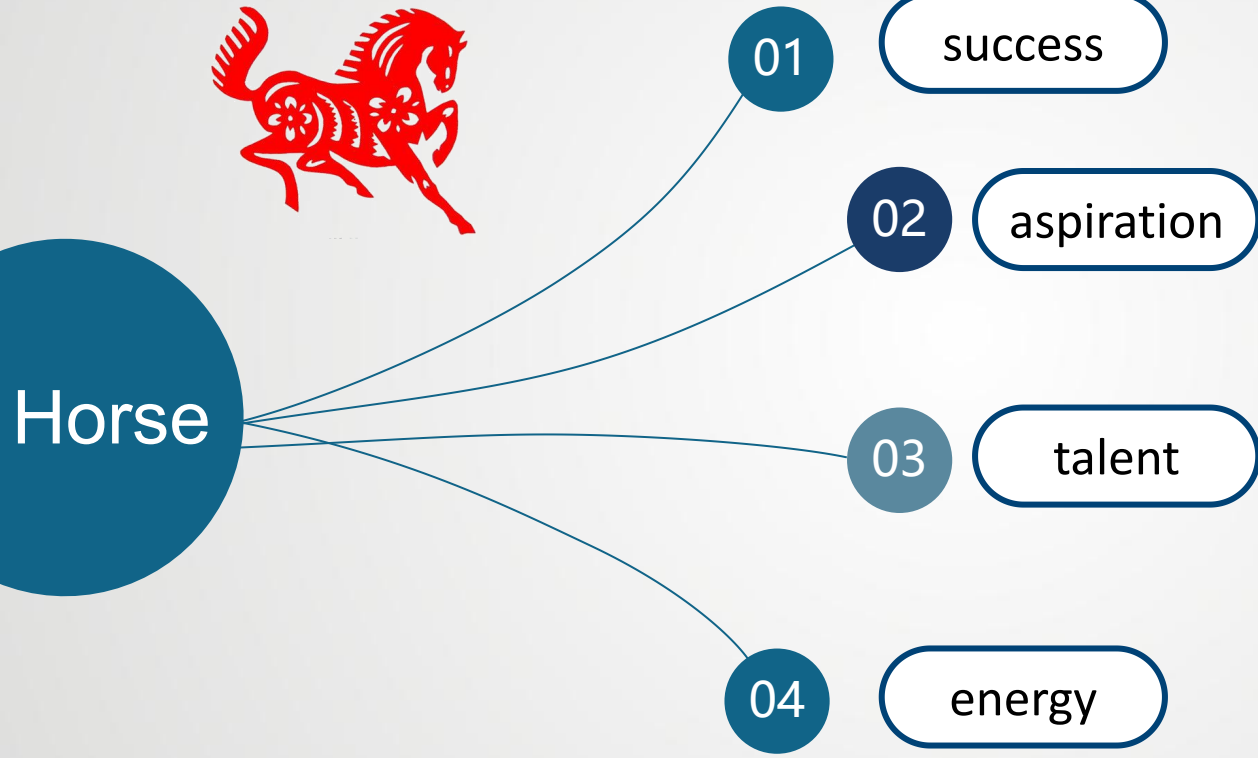 01
success
02
aspiration
Horse
03
talent
04
energy